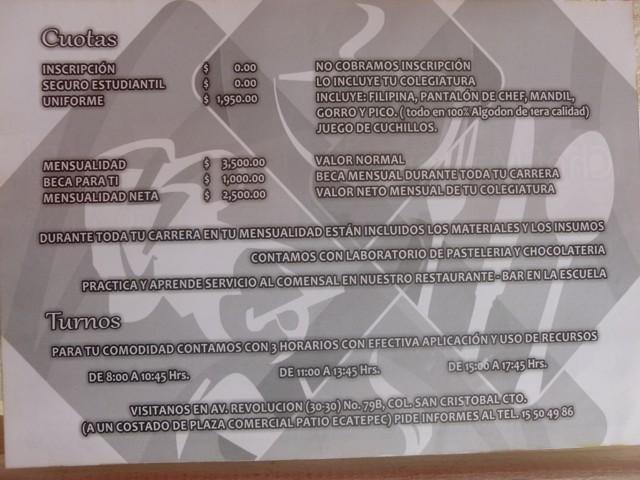 Cuotas
INSCRIPCIÓN $ 0.00 NO COBRAMOS INSCRIPCIÓN
SEGURO ESTUDIANTIL $ 0.00 LO INCLUYE TU COLEGIATURA
UNIFORME $ 1,950.00 INCLUYE: FILIPINA, PANTALÓN DE CHEF, MANDIL,
GORRO Y PICO. ( todo en 100% Algodon de 1era calidad)
JUEGO DE CUCHILLOS.
MENSUALIDAD $ 3,500.00 VALOR NORMAL
BECA PARA TI $ 1,000.00 BECA MENSUAL DURANTE TODA TU CARRERA
MENSUALIDAD NETA $ 2,500.00 VALOR NETO MENSUAL DE TU COLEGIATURA
DURANTE TODA TU CARRERA EN TU MENSUALIDAD ESTÁN INCLUIDOS LOS MATERIALES Y LOS INSUMOS
CONTAMOS CON LABORATORIO DE PASTELERIA Y CHOCOLATERIA
PRACTICA Y APRENDE SERVICIO AL COMENSAL EN NUESTRO RESTAURANTE - BAR EN LA ESCUELA
Turnos
PARA TU COMODIDAD CONTAMOS CON 3 HORARIOS CON EFECTIVA APLICACIÓN Y USO DE RECURSOS
DE 8:00 A 10:45 Hrs. DE 11:00 A 13:45 Hrs. DE 15:00 A 17:45 Hrs.
VISITANOS EN AV. REVOLUCION (30-30) No. 79B, COL. SAN CRISTOBAL CTO.
(A UN COSTADO DE PLAZA COMERCIAL PATIO ECATEPEC) PIDE INFORMES AL TEL. 15 50 49 86